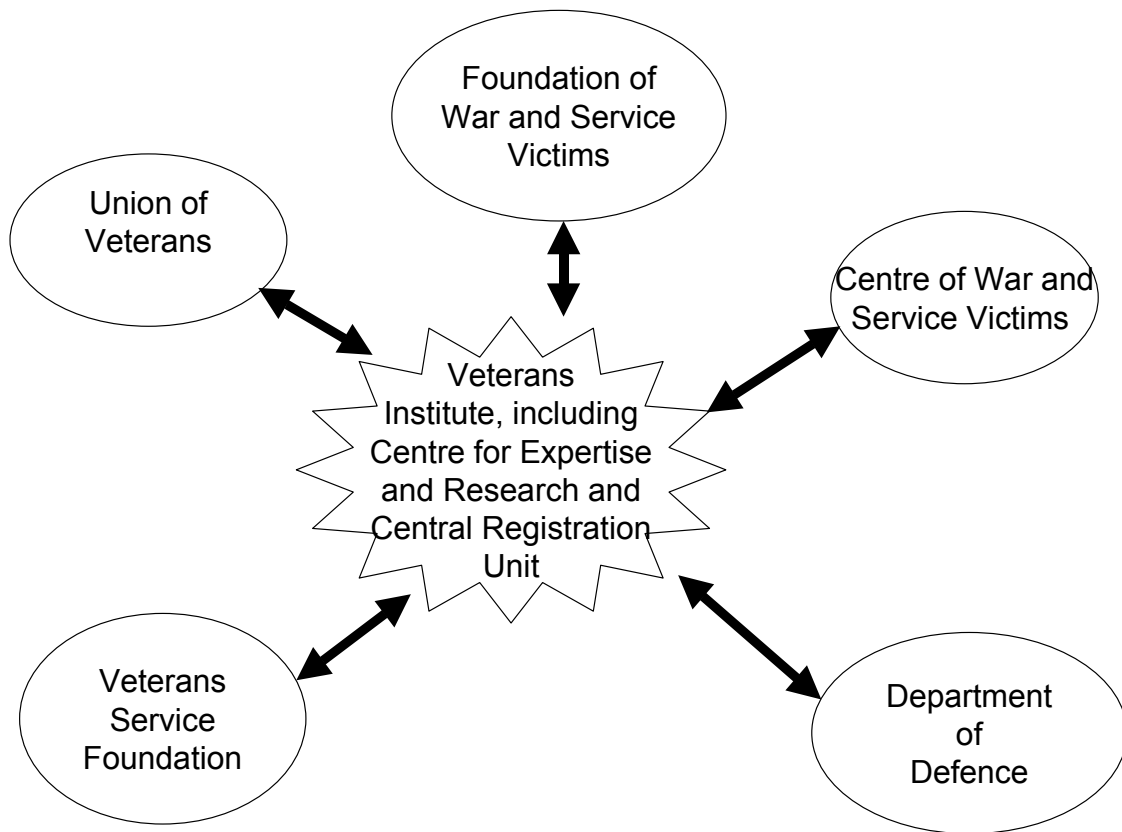 Foundation of
War and Service
Victims
Union of
Veterans
Centre of War and
Service Victims
Veterans
Institute, including
Centre for Expertise
and Research and
Central Registration
Unit
Veterans
Service
Foundation
Department
of
Defence